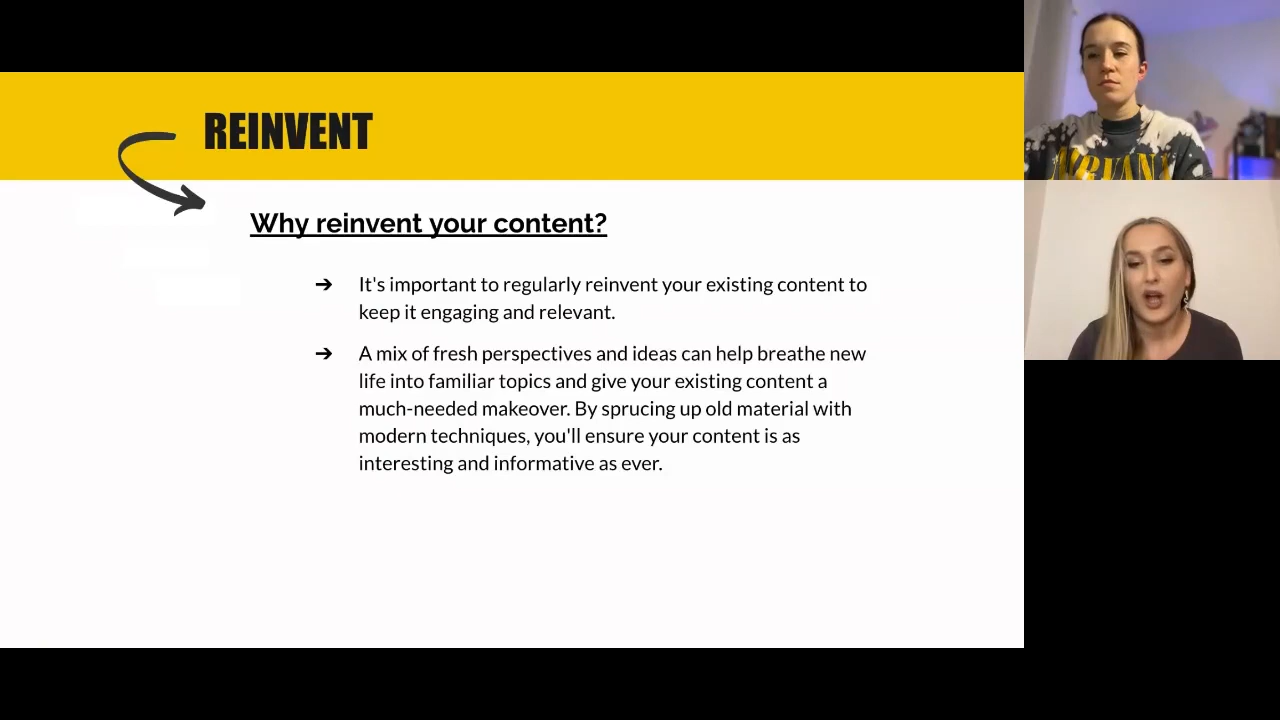 REINVENT
Why reinvent your content?
➔ It's important to regularly reinvent your existing content to
keep it engaging and relevant.
➔ A mix of fresh perspectives and ideas can help breathe new
life into familiar topics and give your existing content a
much-needed makeover. By sprucing up old material with
modern techniques, you'll ensure your content is as
interesting and informative as ever.
NIRVANA